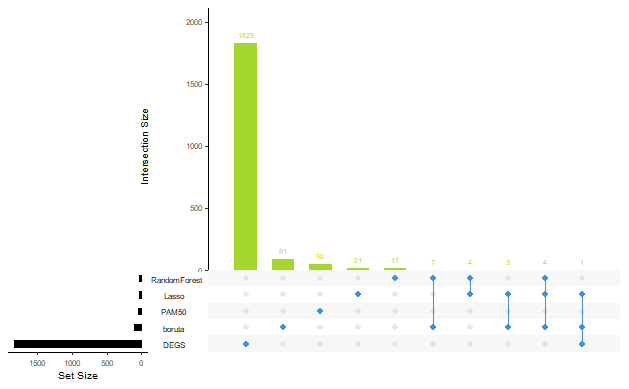 2000
1500
1000
500
0
Intersection Size
1826
91
50
21
17
7
4
3
4
1
RandomForest
Lasso
PAM50
boruta
DEGS
1500 1000 500 0
Set Size